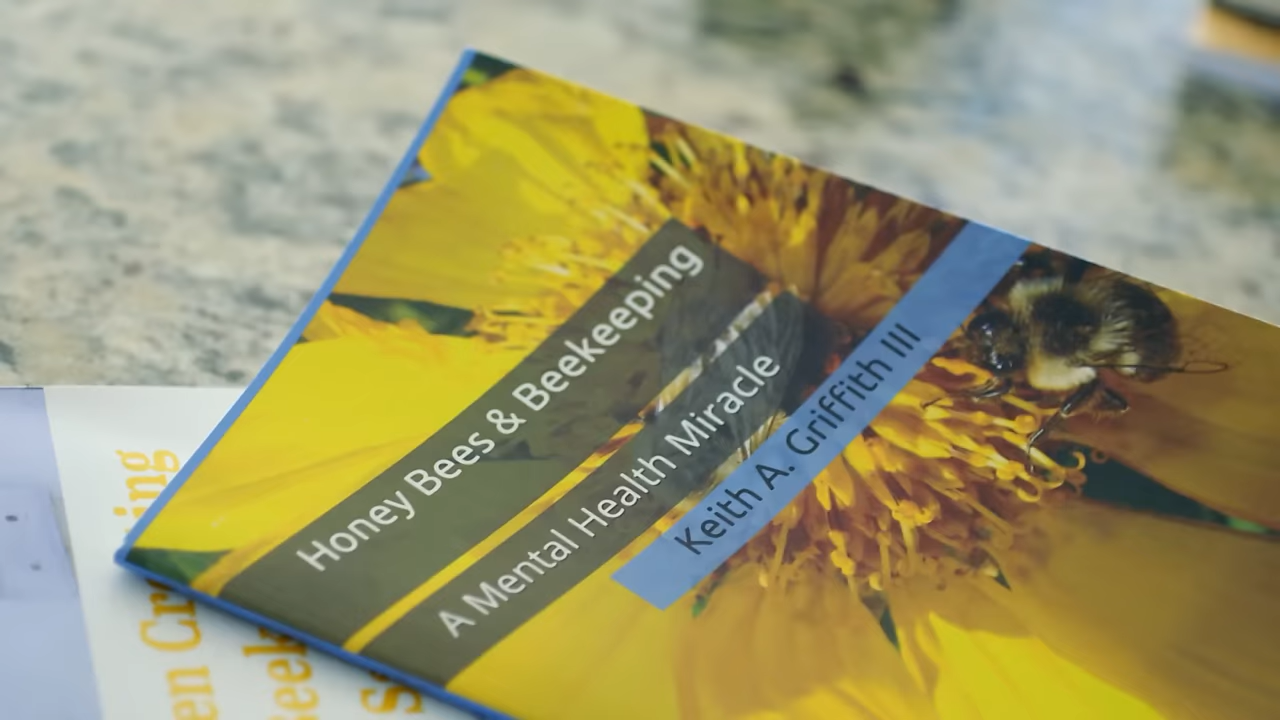 Honey Bees & Beekeeping
A Mental Health Miracle
Keith A. Griffith III